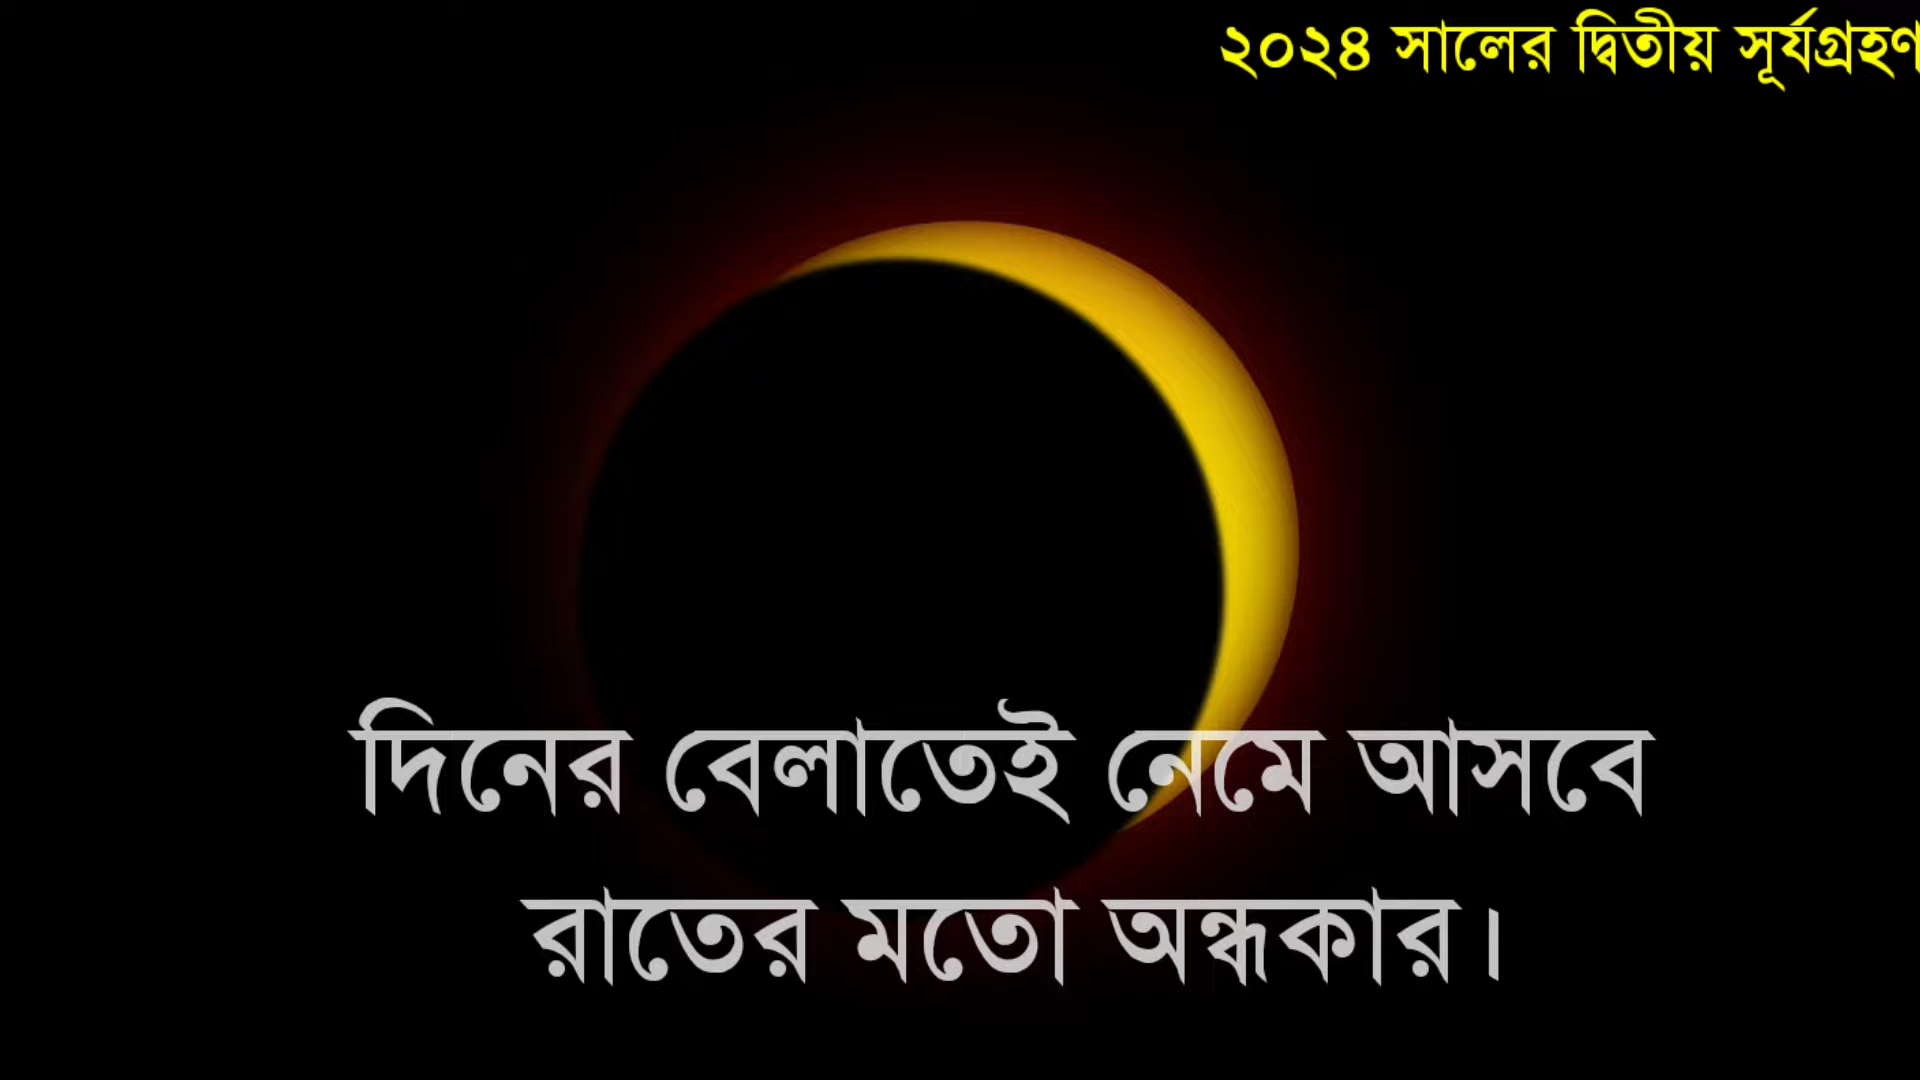 ২০২৪ সালের দ্বিতীয় সূর্যগ্রহণ
দিনের বেলাতেই নেমে আসবে
রাতের মতো অন্ধকার।